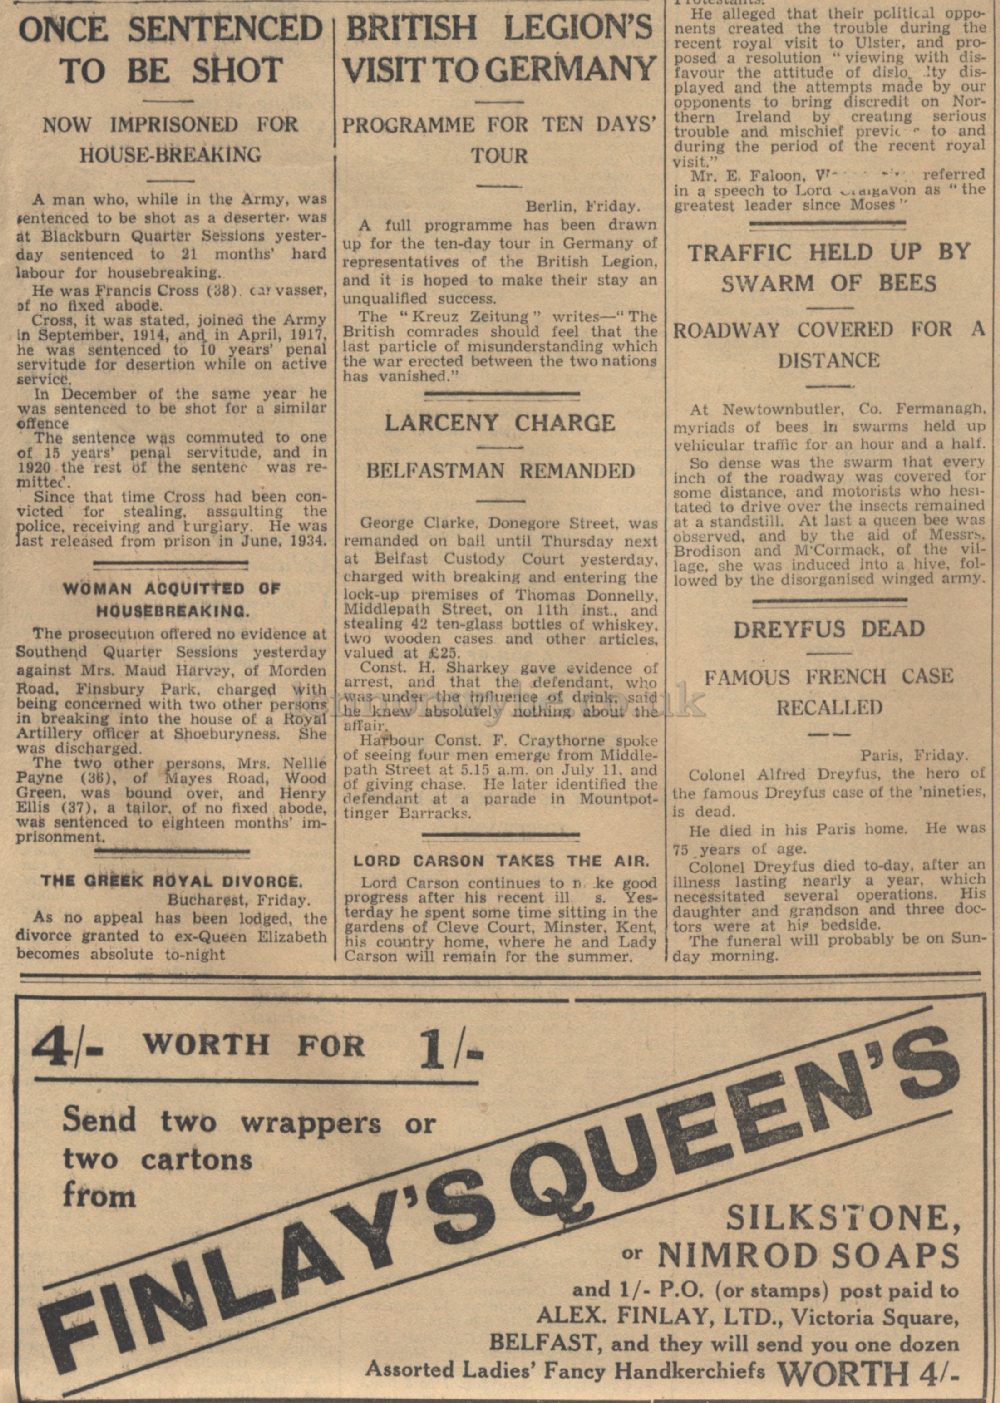 ONCE SENTENCED
TO BE SHOT
NOW IMPRISONED FOR
HOUSE-BREAKING
A man who, while in the Army, was
sentenced to be shot as a deserter, was
at Blackburn Quarter Sessions yester-
day sentenced to 21 months' hard
labour for housebreaking.
He was Francis Cross (38), canvasser,
of no fixed abode.
Cross, it was stated, joined the Army
in September, 1914, and in April, 1917,
he was sentenced to 10 years' penal
servitude for desertion while on active
service.
In December of the same year he
was sentenced to be shot for a similar
offence
The sentence was commuted to one
of 15 years' penal servitude, and in
1920 the rest of the sentenc was re-
mitted.
Since that time Cross had been con-
victed for stealing, assaulting the
police, receiving and burglary. He was
last released from prison in June, 1934.
WOMAN ACQUITTED OF
HOUSEBREAKING.
The prosecution offered no evidence at
Southend Quarter Sessions yesterday
against Mrs. Maud Harvey, of Morden
Road, Finsbury Park, charged with
being concerned with two other persons
in breaking into the house of a Royal
Artillery officer at Shoeburyness. She
was discharged.
The two other persons, Mrs. Nellie
Payne (36), of Mayes Road, Wood
Green, was bound over, and Henry
Ellis (37), a tailor, of no fixed abode,
was sentenced to eighteen months' im-
prisonment.
THE GREEK ROYAL DIVORCE.
Bucharest, Friday.
As no appeal has been lodged, the
divorce granted to ex-Queen Elizabeth
becomes absolute to-night
BRITISH LEGION'S
VISIT TO GERMANY
PROGRAMME FOR TEN DAYS'
TOUR
Berlin, Friday.
A full programme has been drawn
up for the ten-day tour in Germany of
representatives of the British Legion,
and it is hoped to make their stay an
unqualified success.
The "Kreuz Zeitung" writes—"The
British comrades should feel that the
last particle of misunderstanding which
the war erected between the two nations
has vanished."
LARCENY CHARGE
BELFASTMAN REMANDED
George Clarke, Donegore Street, was
remanded on bail until Thursday next
at Belfast Custody Court yesterday,
charged with breaking and entering the
lock-up premises of Thomas Donnelly,
Middlepath Street, on 11th inst., and
stealing 42 ten-glass bottles of whiskey,
two wooden cases and other articles,
valued at £25.
Const. H. Sharkey gave evidence of
arrest, and that the defendant, who
was under the influence of drink, said
he knew absolutely nothing about the
affair.
Harbour Const. F. Craythorne spoke
of seeing four men emerge from Middle-
path Street at 5.15 a.m. on July 11, and
of giving chase. He later identified the
defendant at a parade in Mountpot-
tinger Barracks.
LORD CARSON TAKES THE AIR.
Lord Carson continues to make good
progress after his recent ill s. Yes-
terday he spent some time sitting in the
gardens of Cleve Court, Minster, Kent,
his country home, where he and Lady
Carson will remain for the summer.
Protestants.
He alleged that their political oppo-
nents created the trouble during the
recent royal visit to Ulster, and pro-
posed a resolution "viewing with dis-
favour the attitude of disloyalty dis-
played and the attempts made by our
opponents to bring discredit on Nor-
thern Ireland by creating serious
trouble and mischief previous to and
during the period of the recent royal
visit."
Mr. E. Faloon, referred
in a speech to Lord Craigavon as "the
greatest leader since Moses"
TRAFFIC HELD UP BY
SWARM OF BEES
ROADWAY COVERED FOR A
DISTANCE
At Newtownbutler, Co. Fermanagh,
myriads of bees in swarms held up
vehicular traffic for an hour and a half.
So dense was the swarm that every
inch of the roadway was covered for
some distance, and motorists who hesi-
tated to drive over the insects remained
at a standstill. At last a queen bee was
observed, and by the aid of Messrs.
Brodison and M'Cormack, of the vil-
lage, she was induced into a hive, fol-
lowed by the disorganised winged army.
DREYFUS DEAD
FAMOUS FRENCH CASE
RECALLED
Paris, Friday.
Colonel Alfred Dreyfus, the hero of
the famous Dreyfus case of the 'nineties,
is dead.
He died in his Paris home. He was
75 years of age.
Colonel Dreyfus died to-day, after an
illness lasting nearly a year, which
necessitated several operations. His
daughter and grandson and three doc-
tors were at his bedside.
The funeral will probably be on Sun-
day morning.
4/- WORTH FOR 1/-
Send two wrappers or
two cartons
from
FINLAY'S QUEEN'S
SILKSTONE,
or NIMROD SOAPS
and 1/- P.O. (or stamps) post paid to
ALEX. FINLAY, LTD., Victoria Square,
BELFAST, and they will send you one dozen
Assorted Ladies' Fancy Handkerchiefs WORTH 4/-